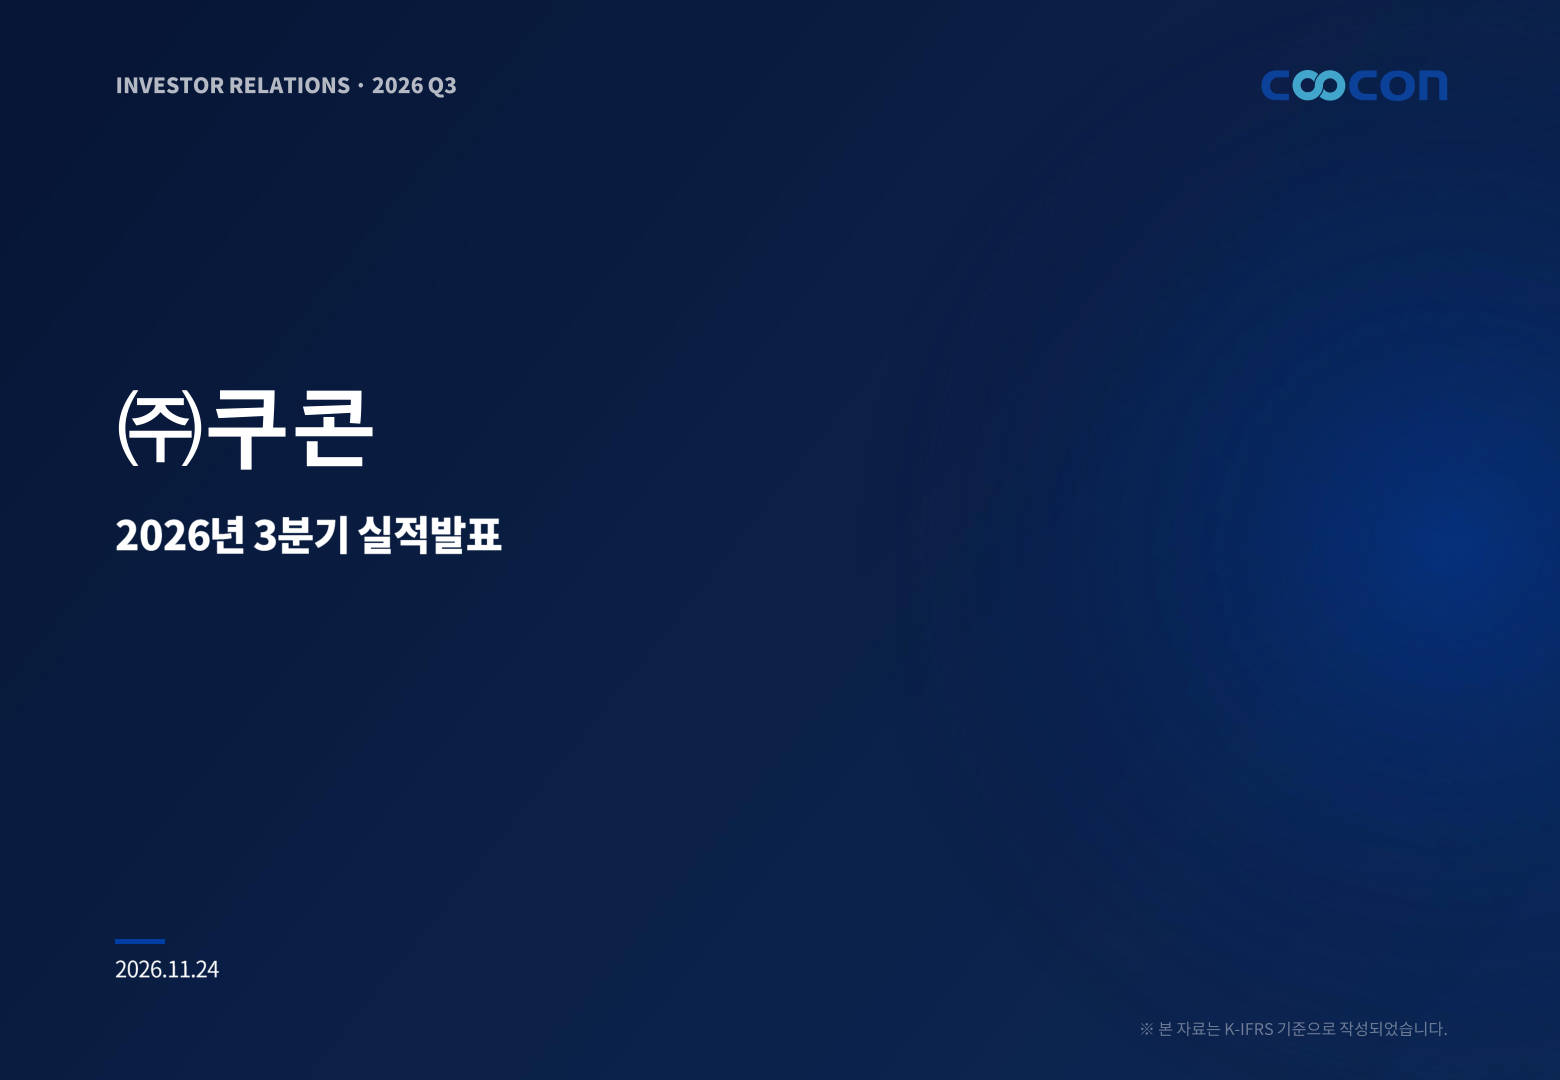 INVESTOR RELATIONS · 2026 Q3
coocon
㈜쿠콘
2026년 3분기 실적발표
2026.11.24
※ 본 자료는 K-IFRS 기준으로 작성되었습니다.